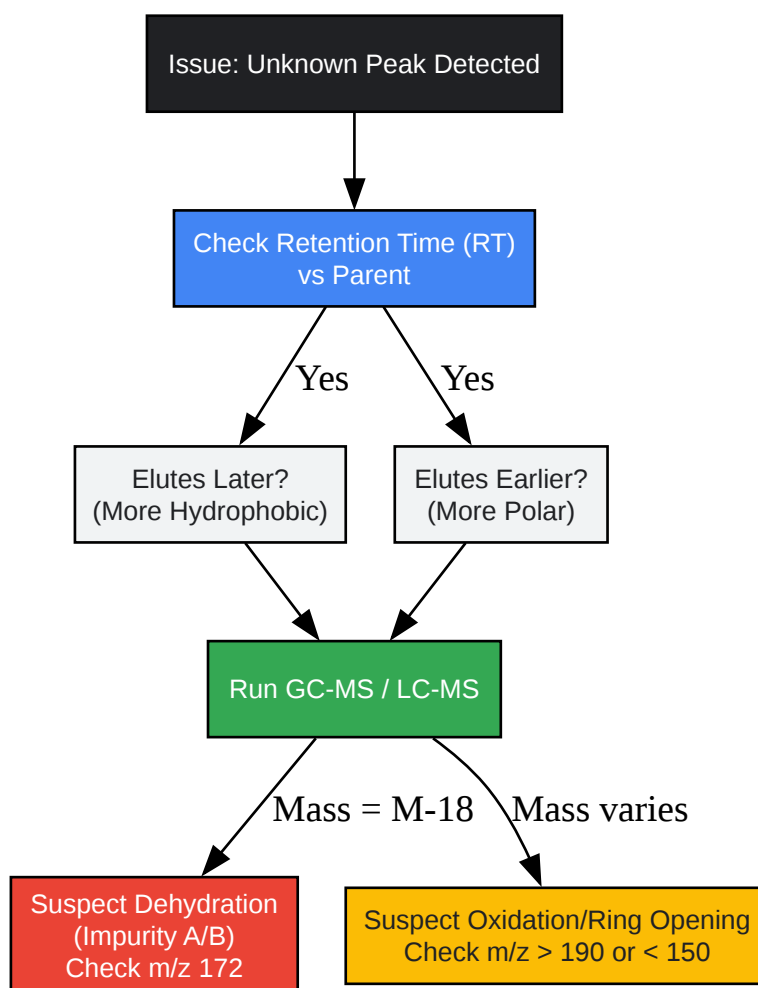 Issue: Unknown Peak Detected
Check Retention Time (RT)
vs Parent
Yes
Yes
Elutes Later?
(More Hydrophobic)
Elutes Earlier?
(More Polar)
Run GC-MS / LC-MS
Mass = M-18
Mass varies
Suspect Dehydration
(Impurity A/B)
Check m/z 172
Suspect Oxidation/Ring Opening
Check m/z > 190 or < 150